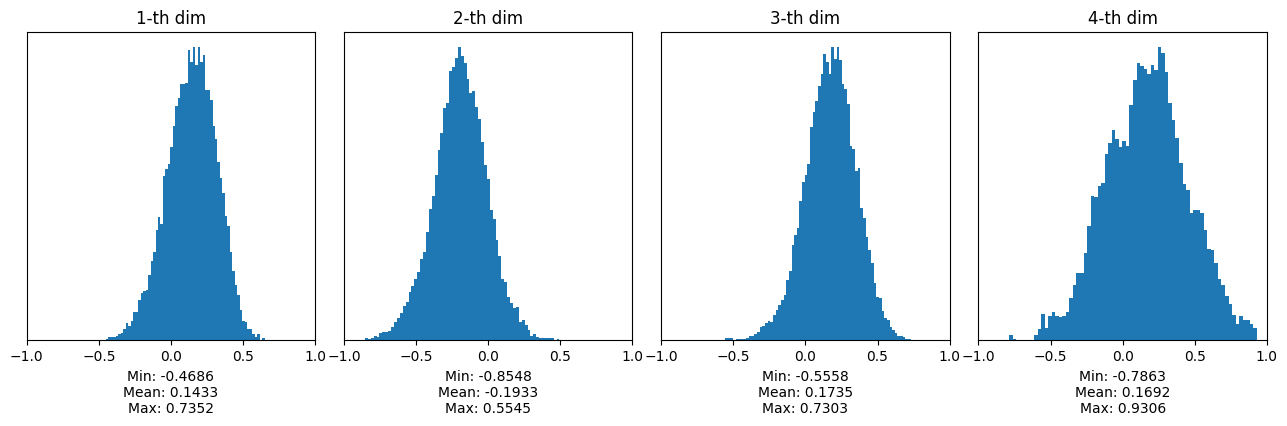 1-th dim
2-th dim
3-th dim
4-th dim
−1.0 −0.5 0.0 0.5 1.0
−1.0 −0.5 0.0 0.5 1.0
−1.0 −0.5 0.0 0.5 1.0
−1.0 −0.5 0.0 0.5 1.0
Min: -0.4686
Mean: 0.1433
Max: 0.7352
Min: -0.8548
Mean: -0.1933
Max: 0.5545
Min: -0.5558
Mean: 0.1735
Max: 0.7303
Min: -0.7863
Mean: 0.1692
Max: 0.9306